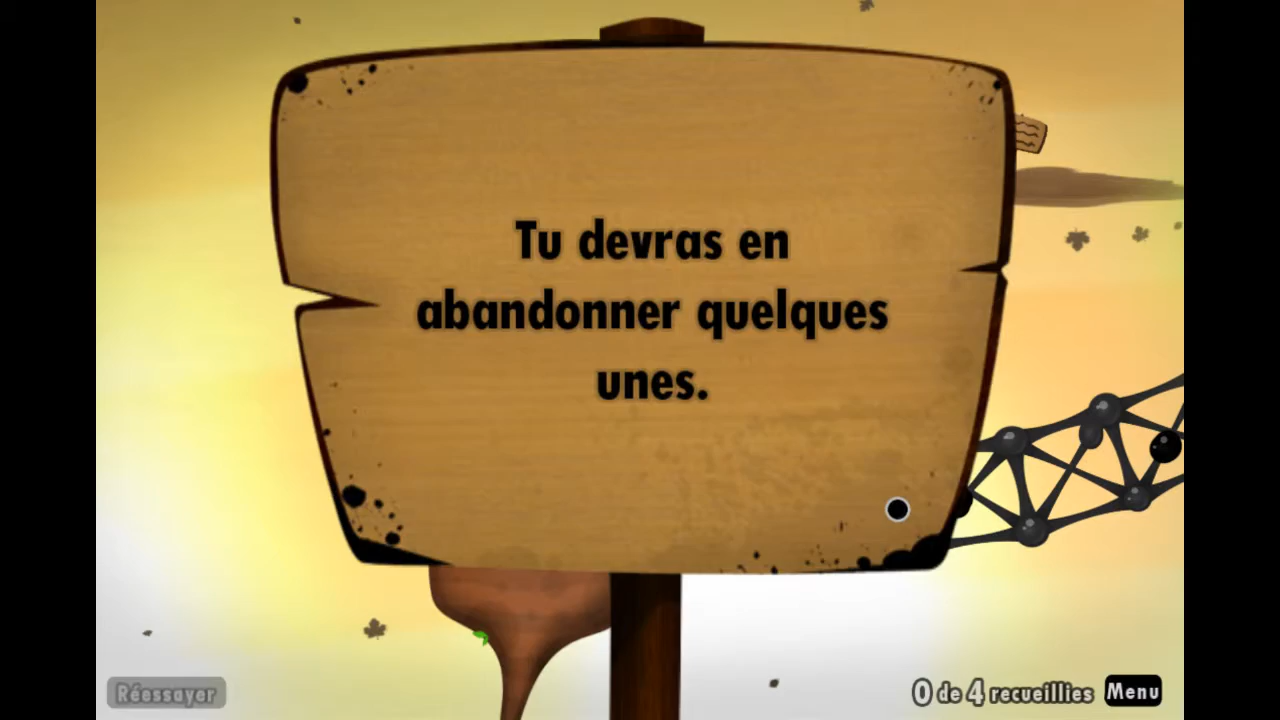 Tu devras en
abandonner quelques
unes.
Réessayer
0 de 4 recueillies Menu